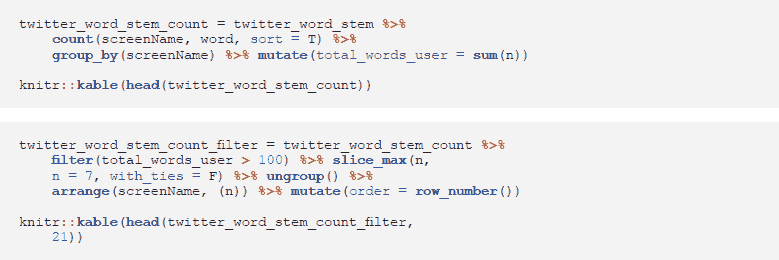 twitter_word_stem_count = twitter_word_stem %>%
    count(screenName, word, sort = T) %>%
    group_by(screenName) %>% mutate(total_words_user = sum(n))
knitr::kable(head(twitter_word_stem_count))
twitter_word_stem_count_filter = twitter_word_stem_count %>%
    filter(total_words_user > 100) %>% slice_max(n,
    n = 7, with_ties = F) %>% ungroup() %>%
    arrange(screenName, (n)) %>% mutate(order = row_number())
knitr::kable(head(twitter_word_stem_count_filter,
    21))